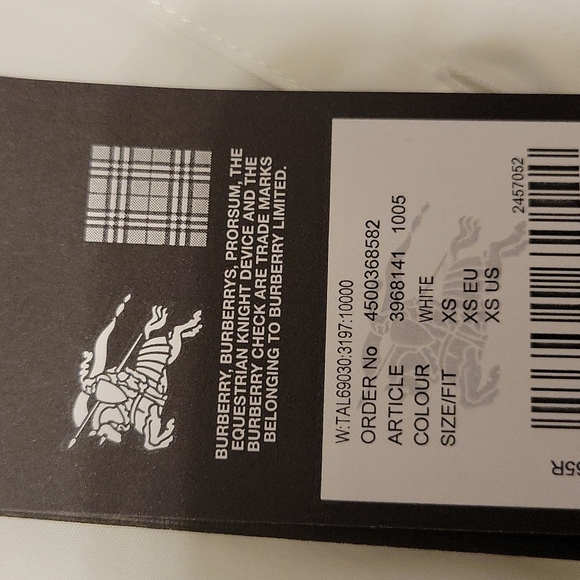 BURBERRY, BURBERRYS, PRORSUM, THE
EQUESTRIAN KNIGHT DEVICE AND THE
BURBERRY CHECK ARE TRADE MARKS
BELONGING TO BURBERRY LIMITED.
W:TAL69030:3197:10000
ORDER No 4500368582
ARTICLE 3968141 1005
COLOUR WHITE
SIZE/FIT XS
XS EU
XS US
2457052
65R